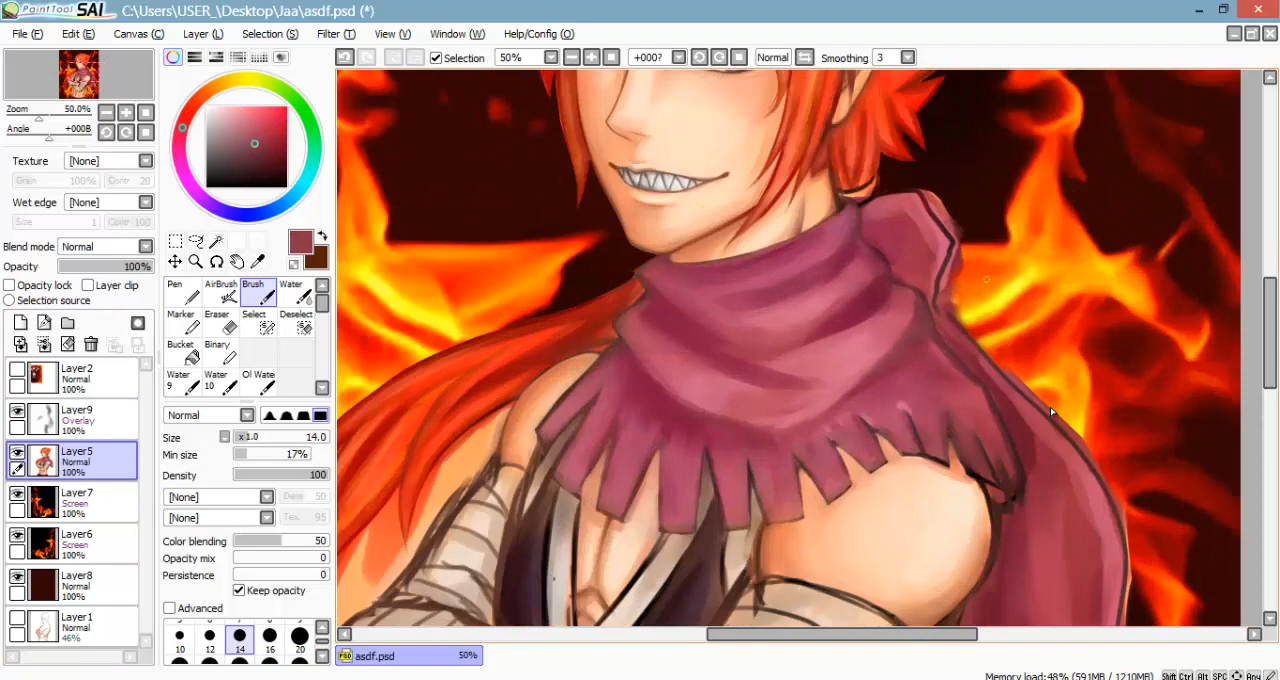 PaintTool SAI C:\Users\USER_\Desktop\Jaa\asdf.psd (*)
File (F) Edit (E) Canvas (C) Layer (L) Selection (S) Filter (T) View (V) Window (W) Help/Config (O)
Selection 50% +000? Normal Smoothing 3
Zoom 50.0%
Angle +000B
Texture [None]
Grain 100% Contr 20
Wet edge [None]
Size 1 Contr 100
Blend mode Normal
Opacity 100%
Opacity lock Layer clip
Selection source
Layer2
Normal
100%
Layer9
Overlay
100%
Layer5
Normal
100%
Layer7
Screen
100%
Layer6
Screen
100%
Layer8
Normal
100%
Layer1
Normal
46%
Pen AirBrush Brush Water
Marker Eraser Select Deselect
Bucket Binary
Water 9 Water 10 Ol Water
Normal
Size x1.0 14.0
Min size 17%
Density 100
[None] Dens 50
[None] Tex. 95
Color blending 50
Opacity mix 0
Persistence 0
Keep opacity
Advanced
10 12 14 16 20
asdf.psd 50%
Memory load:48% (591MB / 1210MB) Shift Ctrl Alt SPC Any